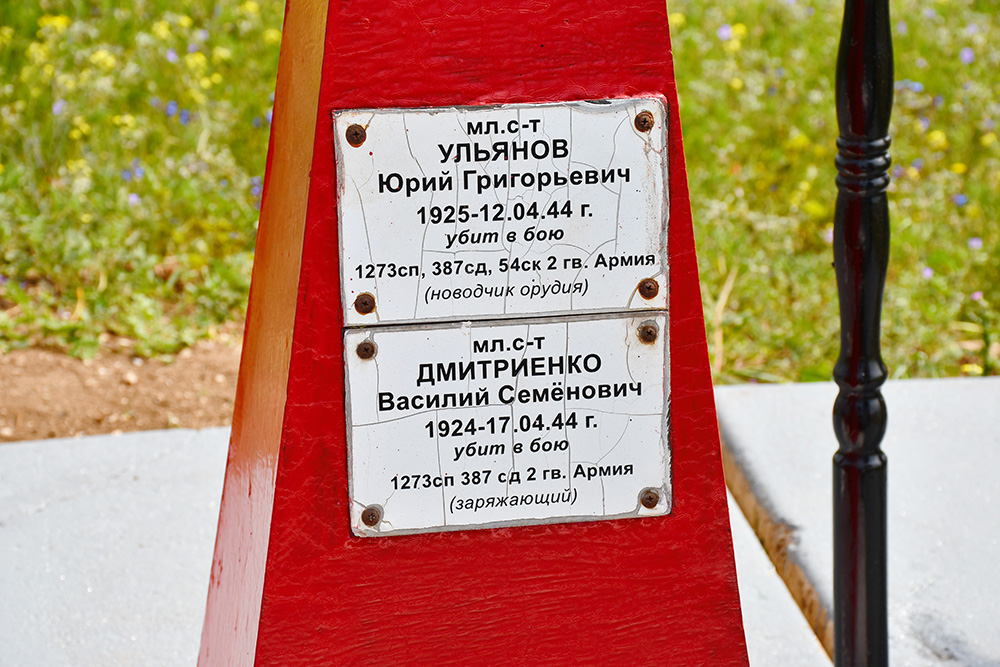 мл.с-т
УЛЬЯНОВ
Юрий Григорьевич
1925-12.04.44 г.
убит в бою
1273сп, 387сд, 54ск 2 гв. Армия
(новодчик орудия)
мл.с-т
ДМИТРИЕНКО
Василий Семёнович
1924-17.04.44 г.
убит в бою
1273сп 387 сд 2 гв. Армия
(заряжающий)